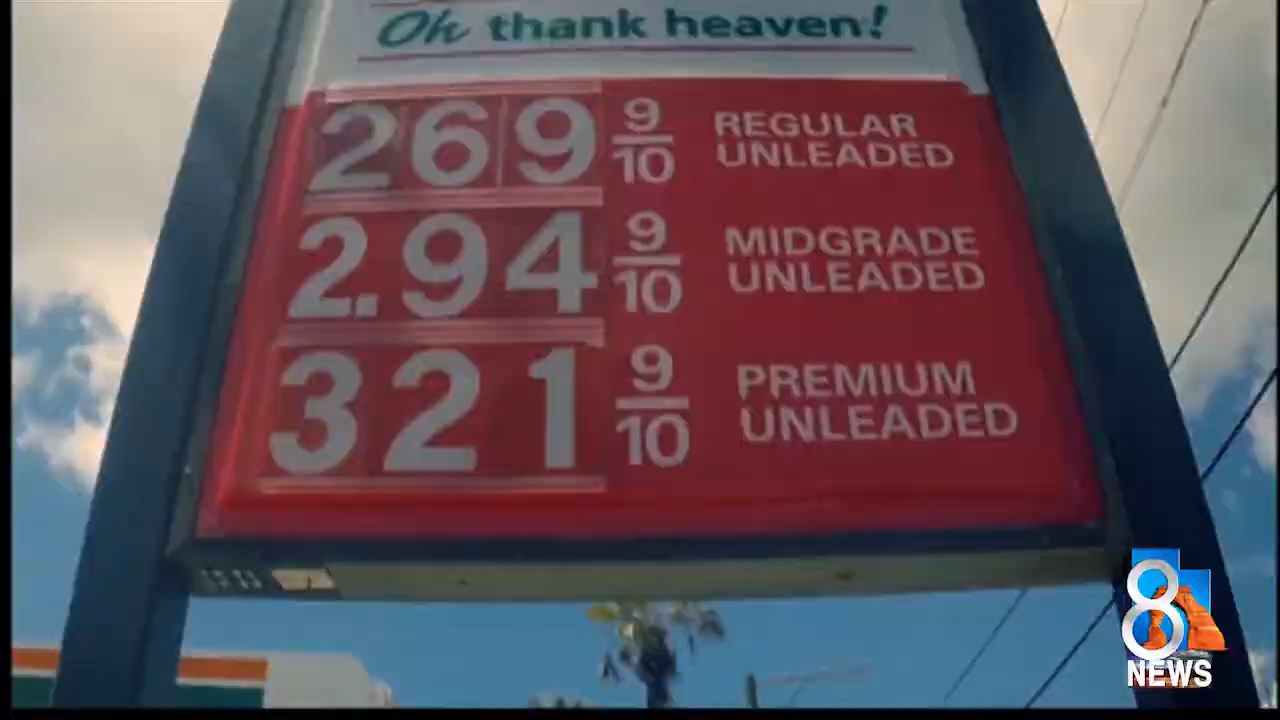 Oh thank heaven!
269 9/10 REGULAR UNLEADED
2.94 9/10 MIDGRADE UNLEADED
321 9/10 PREMIUM UNLEADED
8
NEWS